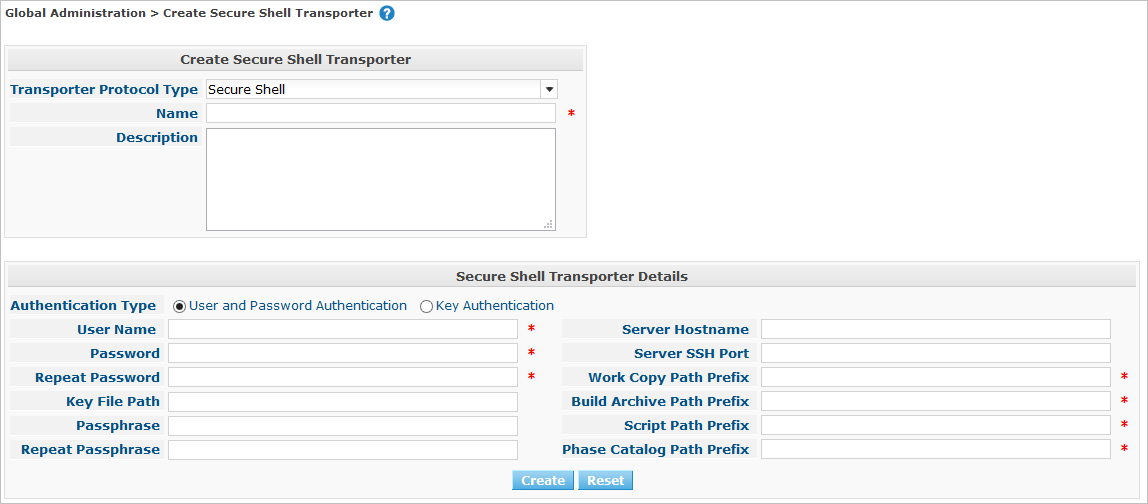 Global Administration > Create Secure Shell Transporter ?
Create Secure Shell Transporter
Transporter Protocol Type Secure Shell
Name *
Description
Secure Shell Transporter Details
Authentication Type User and Password Authentication Key Authentication
User Name *
Password *
Repeat Password *
Key File Path
Passphrase
Repeat Passphrase
Server Hostname
Server SSH Port
Work Copy Path Prefix *
Build Archive Path Prefix *
Script Path Prefix *
Phase Catalog Path Prefix *
Create Reset